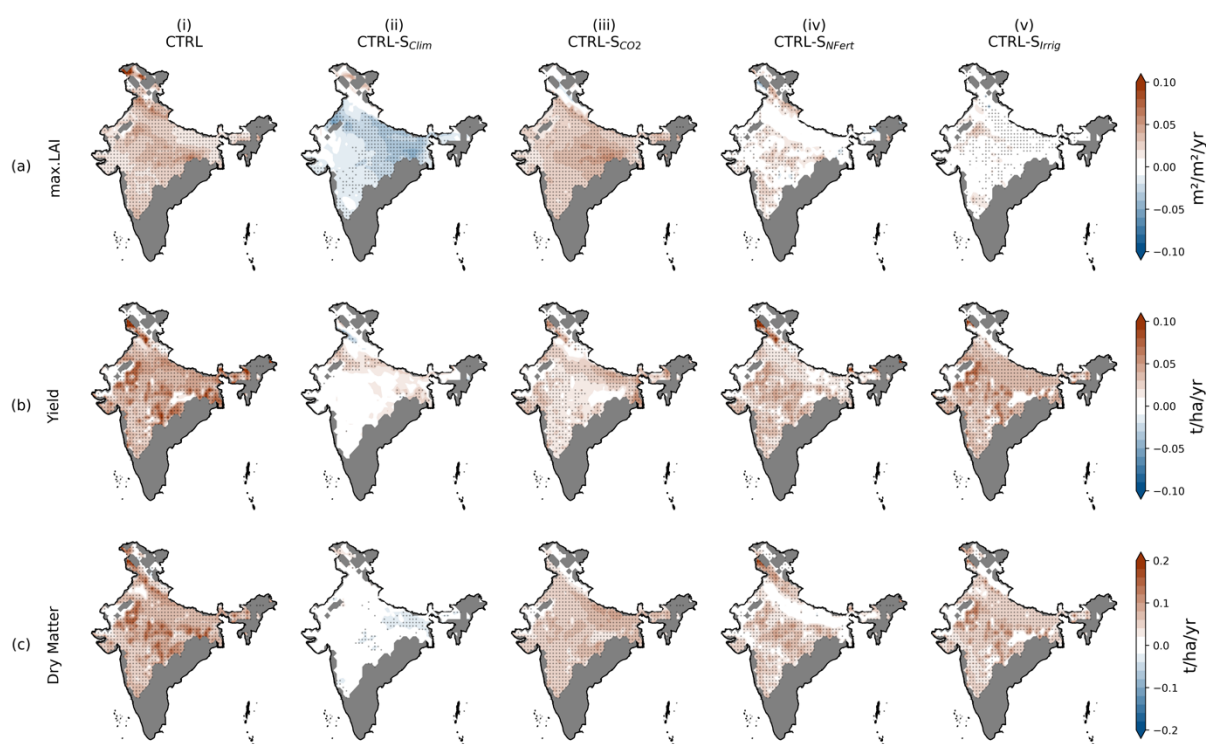 (i)
CTRL
(ii)
CTRL-S_Clim
(iii)
CTRL-S_CO2
(iv)
CTRL-S_NFert
(v)
CTRL-S_Irrig
(a)
max.LAI
0.10
0.05
0.00
−0.05
−0.10
m²/m²/yr
(b)
Yield
0.10
0.05
0.00
−0.05
−0.10
t/ha/yr
(c)
Dry Matter
0.2
0.1
0.0
−0.1
−0.2
t/ha/yr